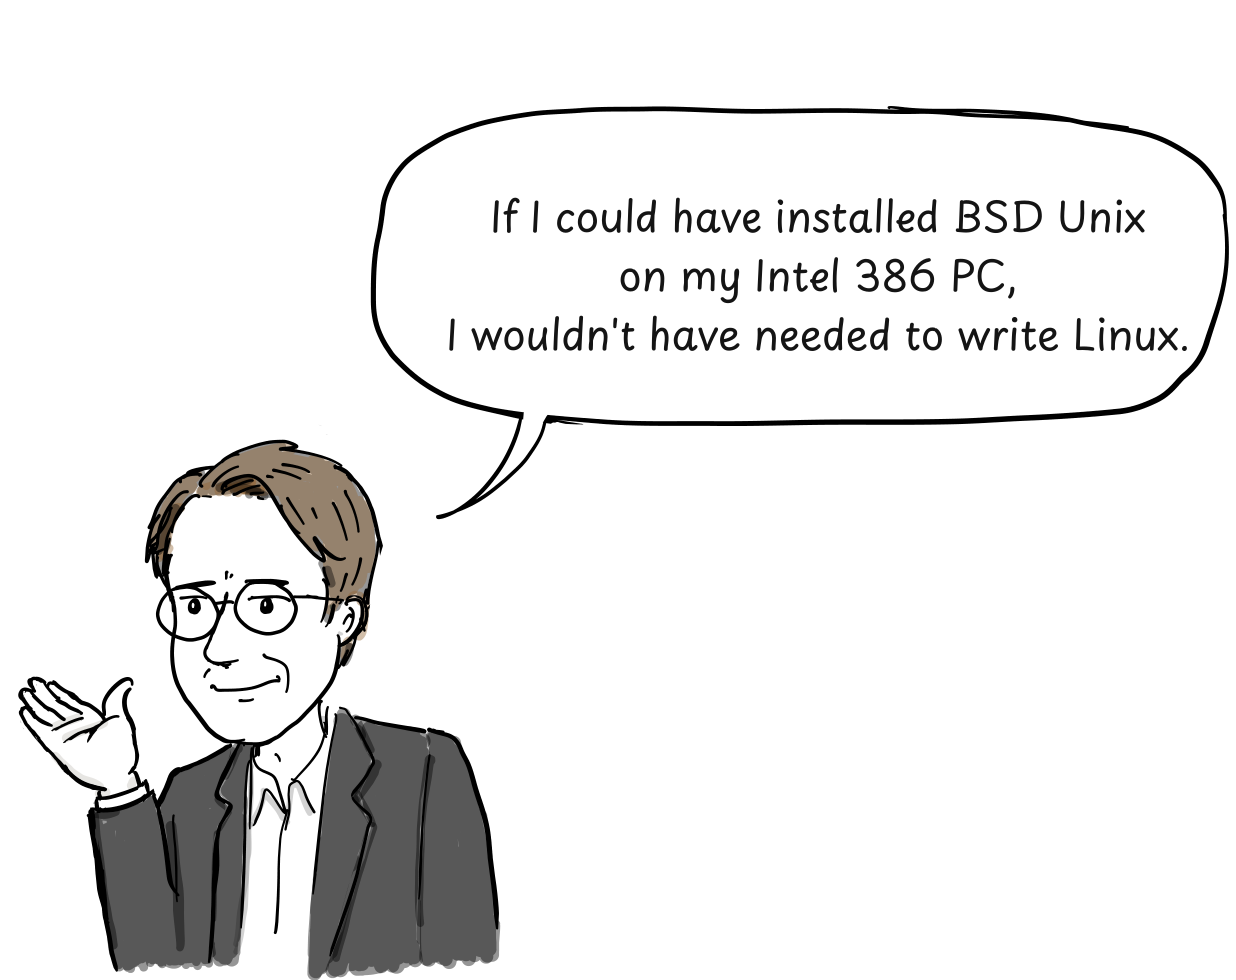 If I could have installed BSD Unix
on my Intel 386 PC,
I wouldn't have needed to write Linux.